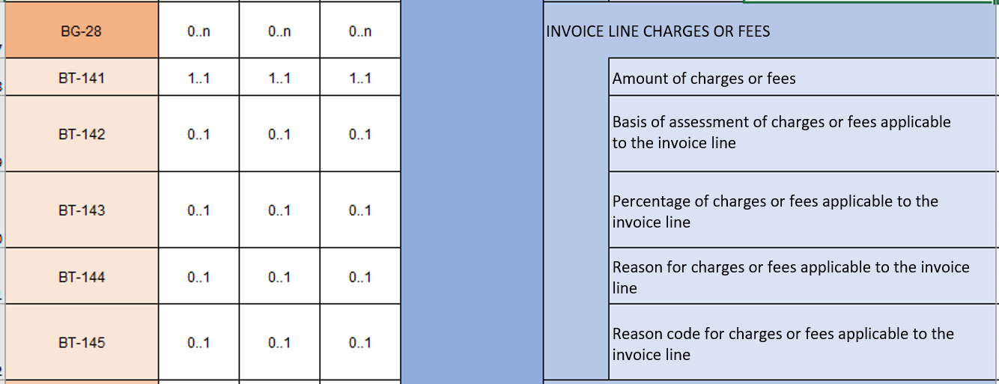 BG-28 0..n 0..n 0..n INVOICE LINE CHARGES OR FEES
BT-141 1..1 1..1 1..1 Amount of charges or fees
BT-142 0..1 0..1 0..1 Basis of assessment of charges or fees applicable
to the invoice line
BT-143 0..1 0..1 0..1 Percentage of charges or fees applicable to the
invoice line
BT-144 0..1 0..1 0..1 Reason for charges or fees applicable to the invoice
line
BT-145 0..1 0..1 0..1 Reason code for charges or fees applicable to the
invoice line